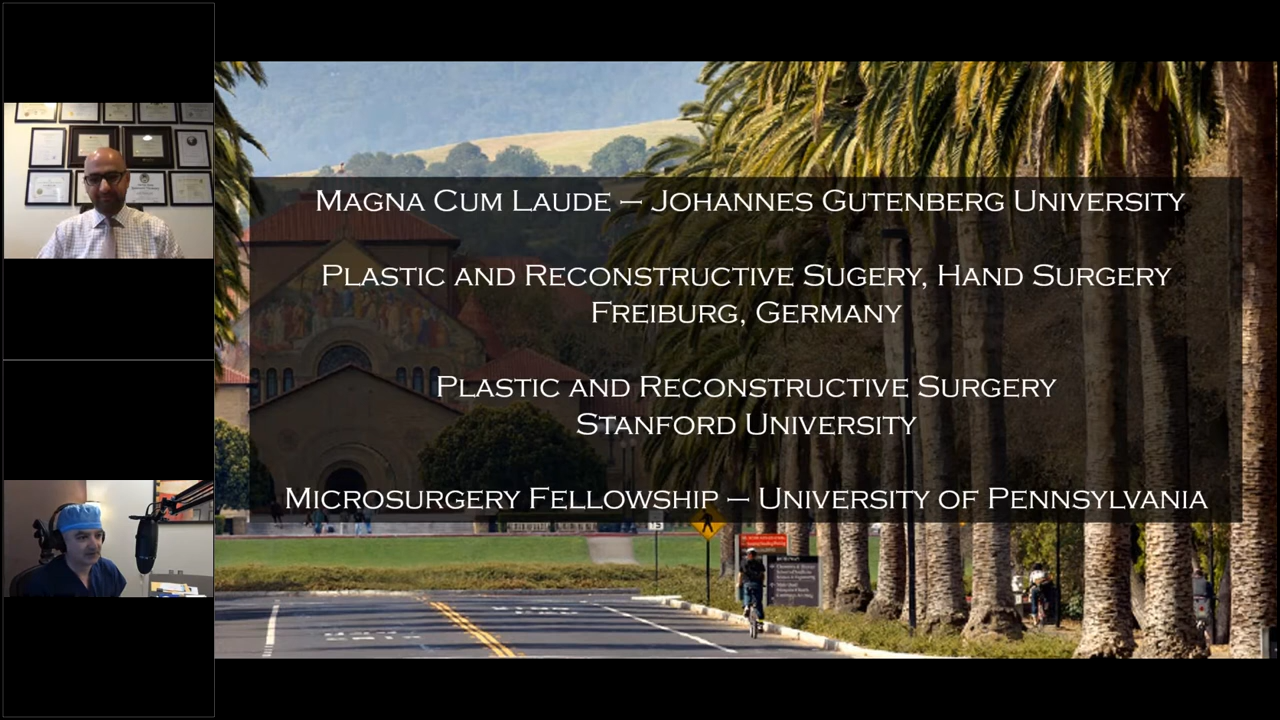 Magna Cum Laude – Johannes Gutenberg University
Plastic and Reconstructive Sugery, Hand Surgery
Freiburg, Germany
Plastic and Reconstructive Surgery
Stanford University
Microsurgery Fellowship – University of Pennsylvania